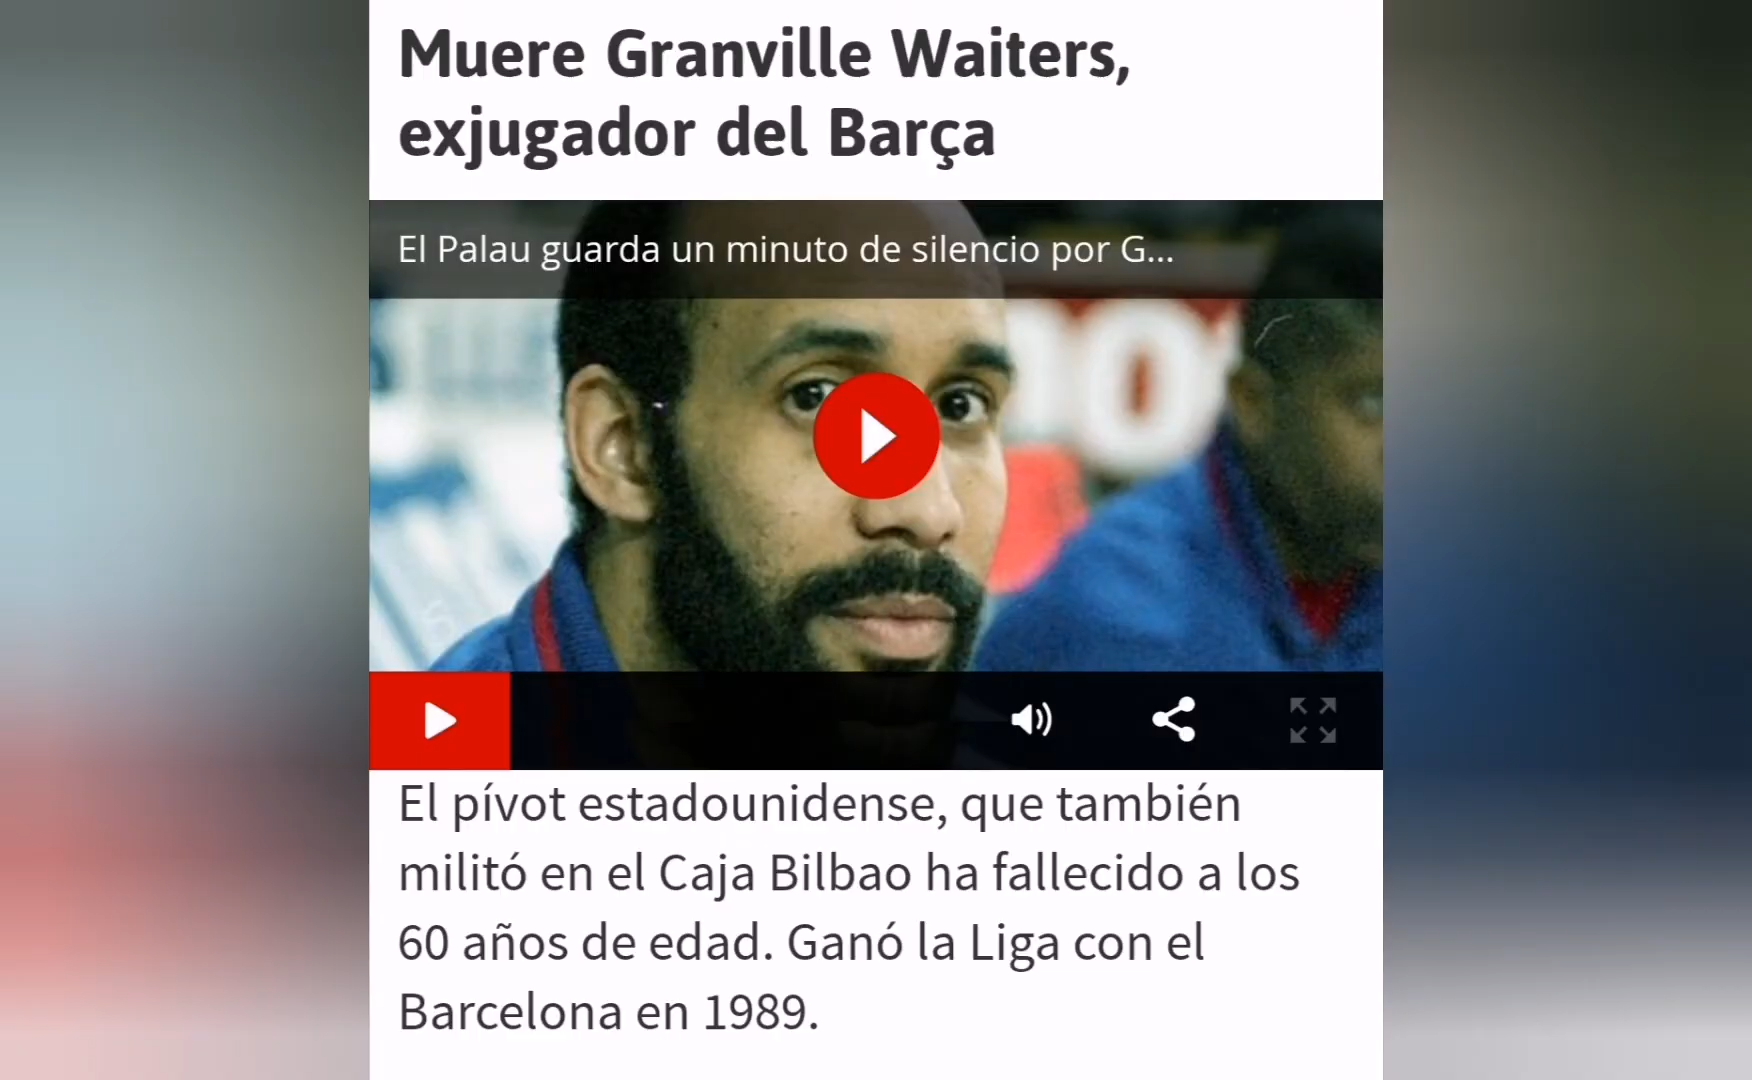 Muere Granville Waiters,
exjugador del Barça
El Palau guarda un minuto de silencio por G...
El pívot estadounidense, que también
militó en el Caja Bilbao ha fallecido a los
60 años de edad. Ganó la Liga con el
Barcelona en 1989.